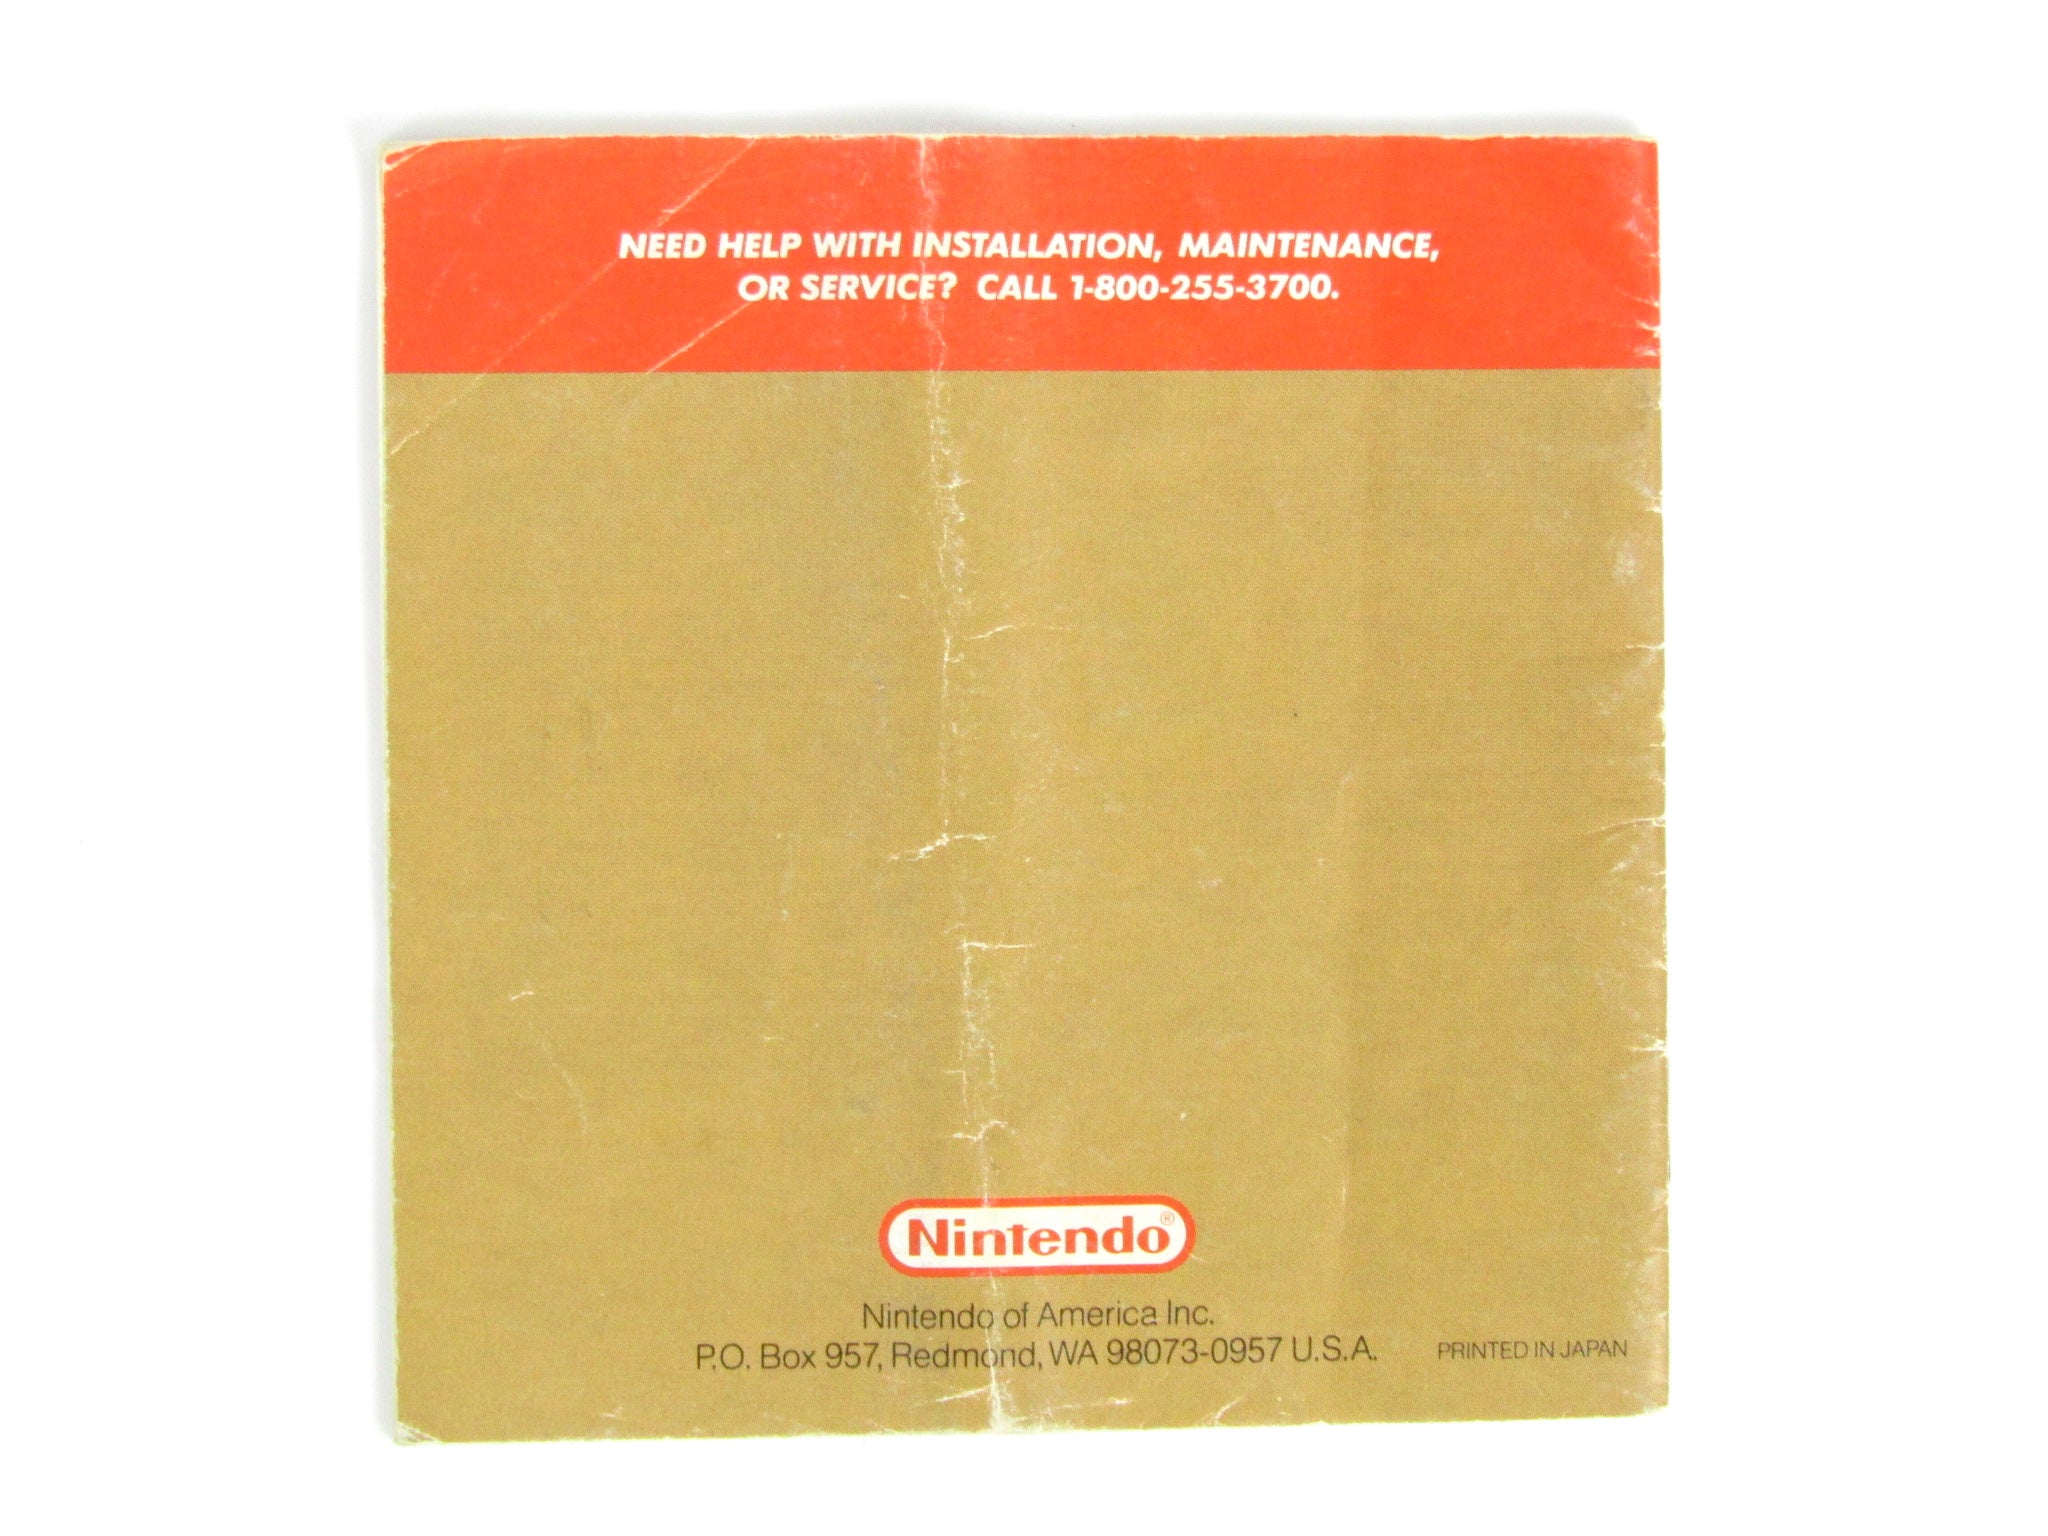 NEED HELP WITH INSTALLATION, MAINTENANCE,
OR SERVICE? CALL 1-800-255-3700.
Nintendo®
Nintendo of America Inc.
P.O. Box 957, Redmond, WA 98073-0957 U.S.A.
PRINTED IN JAPAN